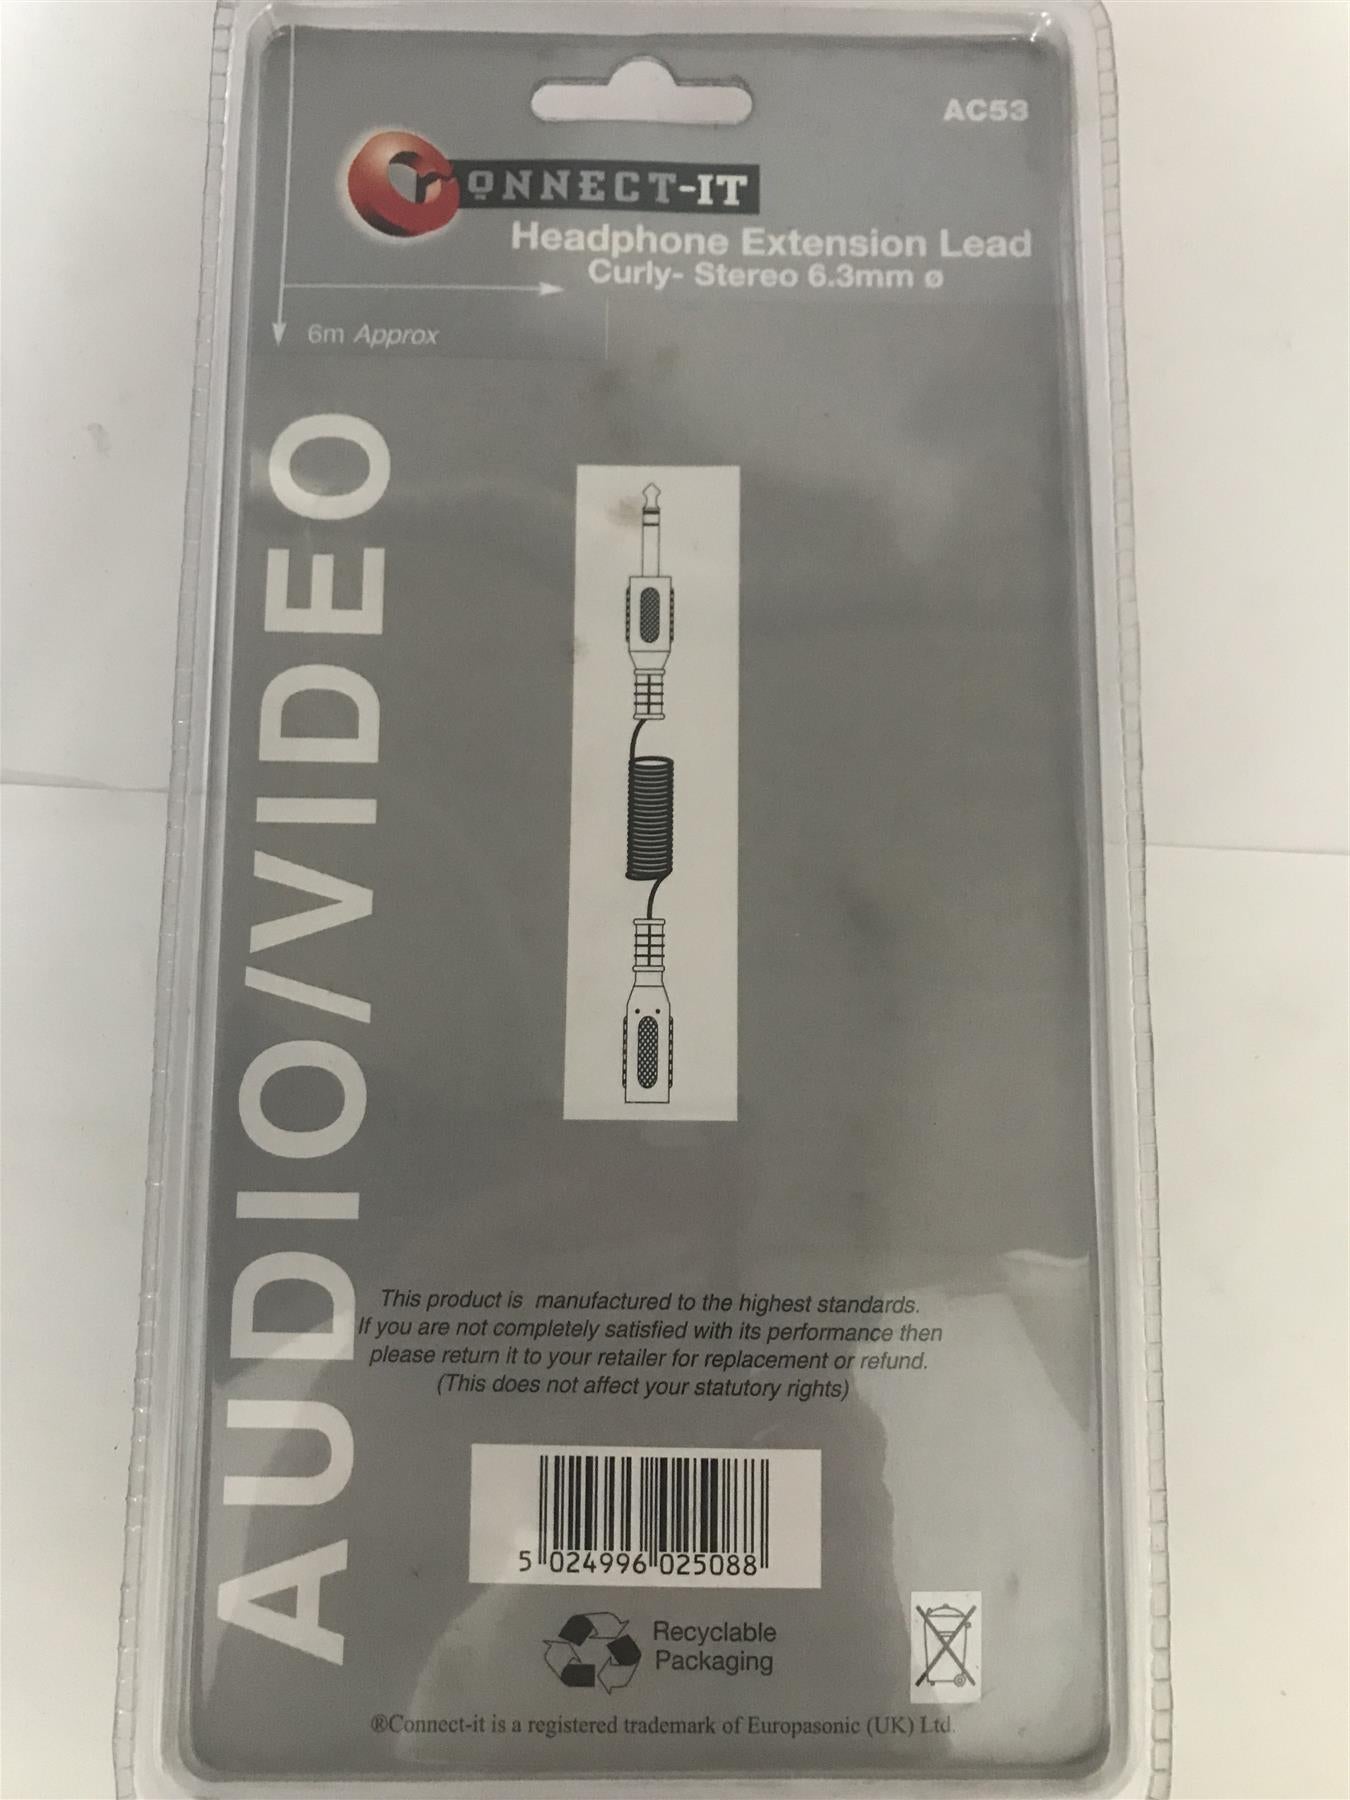 AC53
CONNECT-IT
Headphone Extension Lead
Curly- Stereo 6.3mm ø
6m Approx
AUDIO/VIDEO
This product is manufactured to the highest standards.
If you are not completely satisfied with its performance then
please return it to your retailer for replacement or refund.
(This does not affect your statutory rights)
5 024996 025088
Recyclable
Packaging
®Connect-it is a registered trademark of Europasonic (UK) Ltd.